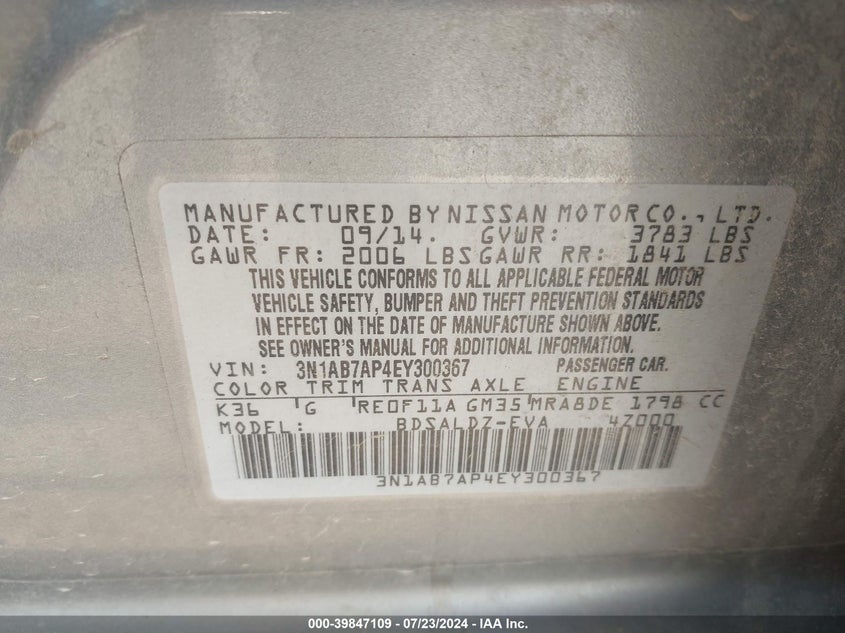 MANUFACTURED BY NISSAN MOTOR CO., LTD.
DATE: 09/14. GVWR: 3783 LBS
GAWR FR: 2006 LBS GAWR RR: 1841 LBS
THIS VEHICLE CONFORMS TO ALL APPLICABLE FEDERAL MOTOR
VEHICLE SAFETY, BUMPER AND THEFT PREVENTION STANDARDS
IN EFFECT ON THE DATE OF MANUFACTURE SHOWN ABOVE.
SEE OWNER'S MANUAL FOR ADDITIONAL INFORMATION.
VIN: 3N1AB7AP4EY300367 PASSENGER CAR.
COLOR TRIM TRANS AXLE ENGINE
K36 G RE0F11A GM35 MRA8DE 1798 CC
MODEL: BDSALDZ-EVA 4Z000
3N1AB7AP4EY300367
000-39847109 - 07/23/2024 - IAA Inc.